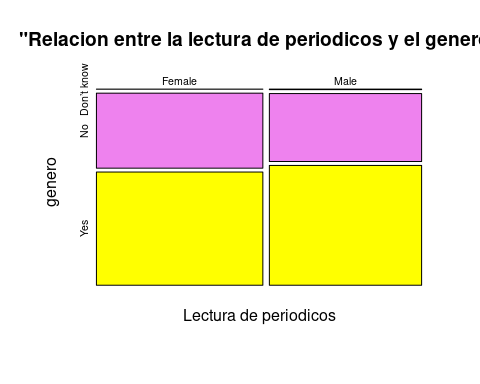 "Relacion entre la lectura de periodicos y el genero
Female Male
Don't know
No
Yes
genero
Lectura de periodicos